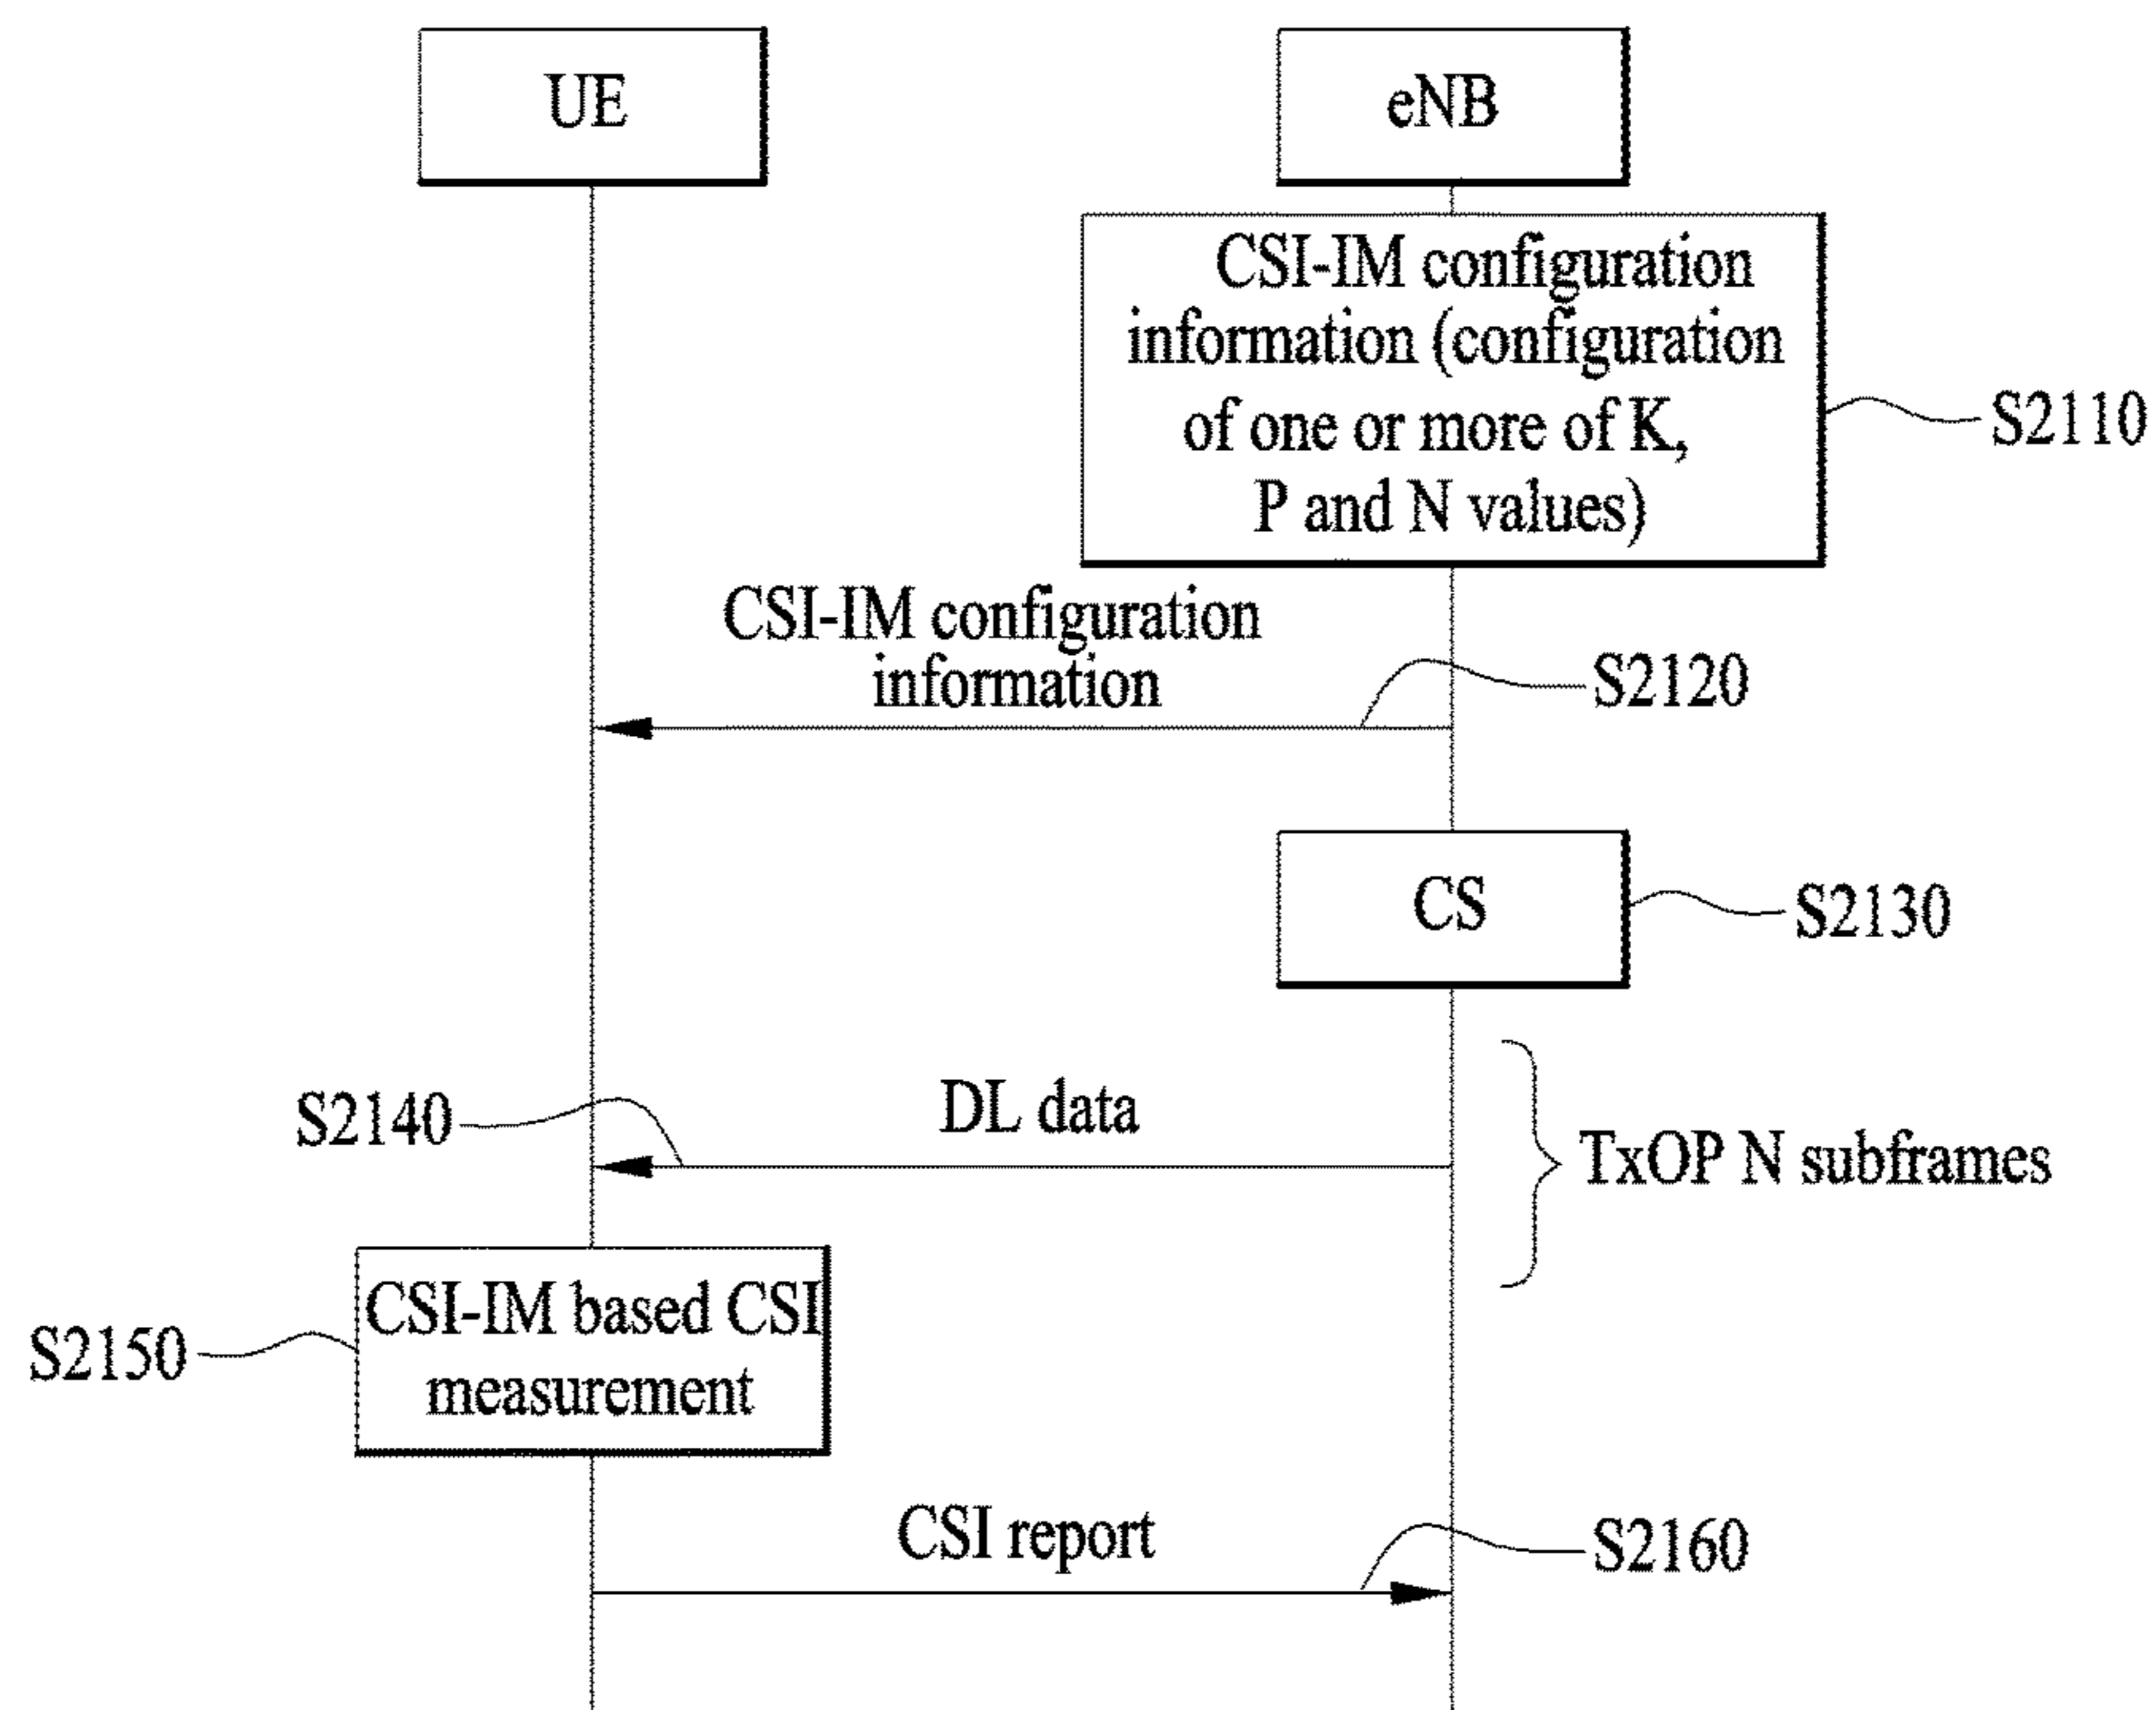 UE
eNB
CSI-IM configuration
information (configuration
of one or more of K,
P and N values)
S2110
CSI-IM configuration
information
S2120
CS
S2130
S2140
DL data
TxOP N subframes
CSI-IM based CSI
measurement
S2150
CSI report
S2160